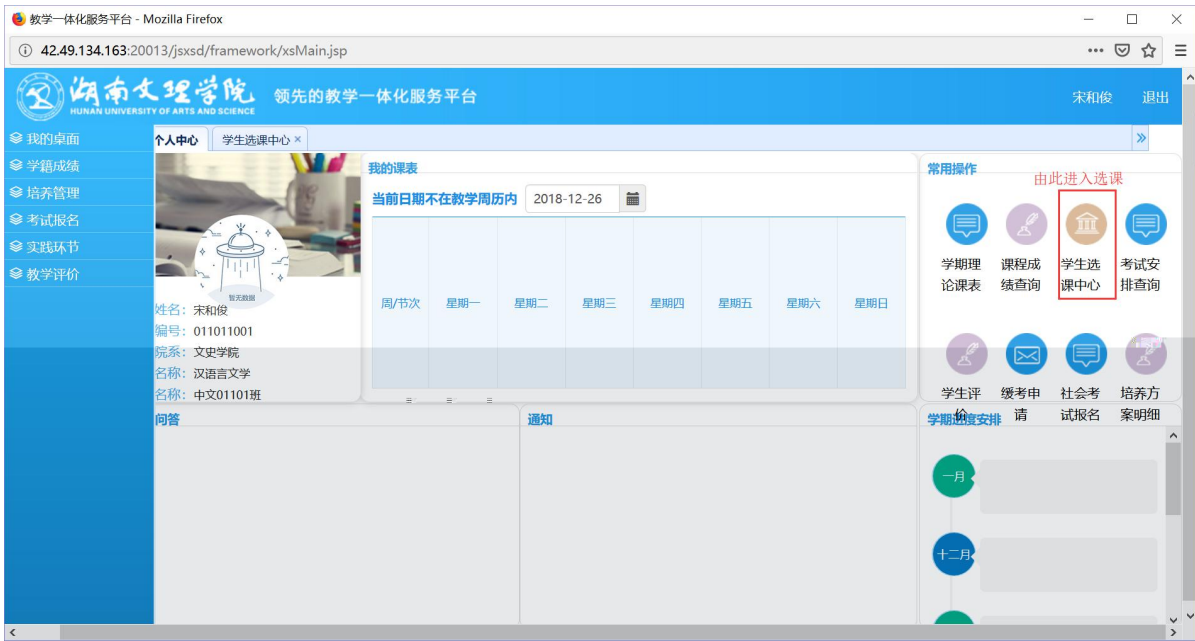 教学一体化服务平台 - Mozilla Firefox
42.49.134.163:20013/jsxsd/framework/xsMain.jsp
湖南文理学院
HUNAN UNIVERSITY OF ARTS AND SCIENCE
领先的教学一体化服务平台
宋和俊 退出
我的桌面
学籍成绩
培养管理
考试报名
实践环节
教学评价
个人中心 学生选课中心
暂无数据
姓名：宋和俊
编号：011011001
院系：文史学院
名称：汉语言文学
名称：中文01101班
我的课表
当前日期不在教学周历内 2018-12-26
周/节次 星期一 星期二 星期三 星期四 星期五 星期六 星期日
常用操作
由此进入选课
学期理论课表
课程成绩查询
学生选课中心
考试安排查询
学生评价
缓考申请
社会考试报名
培养方案明细
问答
通知
学期进度安排
一月
十二月